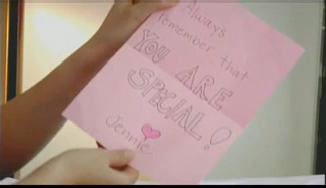 Always
remember that
YOU ARE
SPECIAL!
Jennie